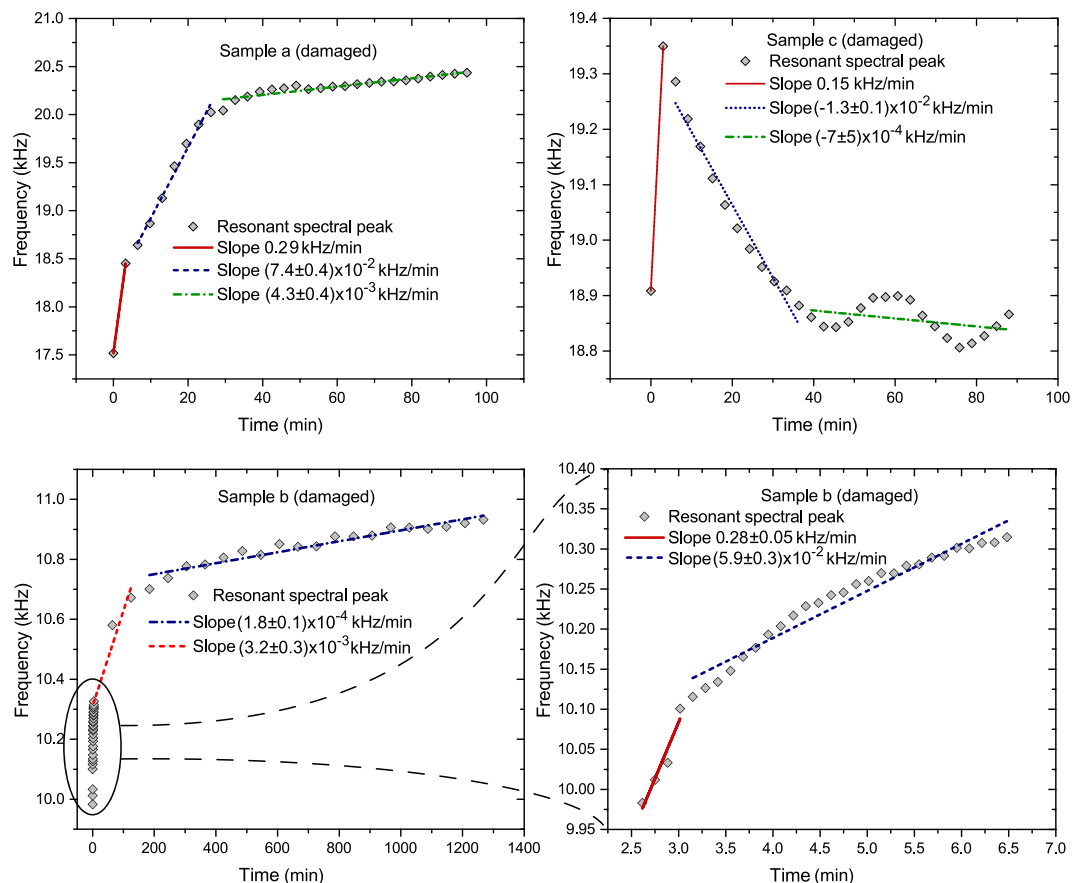 Sample a (damaged)
Resonant spectral peak
Slope 0.29 kHz/min
Slope (7.4±0.4)x10-2 kHz/min
Slope (4.3±0.4)x10-3 kHz/min
Frequency (kHz)
21.0
20.5
20.0
19.5
19.0
18.5
18.0
17.5
0 20 40 60 80 100
Time (min)
Sample c (damaged)
Resonant spectral peak
Slope 0.15 kHz/min
Slope(-1.3±0.1)x10-2 kHz/min
Slope (-7±5)x10-4 kHz/min
Frequency (kHz)
19.4
19.3
19.2
19.1
19.0
18.9
18.8
0 20 40 60 80 100
Time (min)
Sample b (damaged)
Resonant spectral peak
Slope(1.8±0.1)x10-4 kHz/min
Slope(3.2±0.3)x10-3kHz/min
Frequency (kHz)
11.0
10.8
10.6
10.4
10.2
10.0
0 200 400 600 800 1000 1200 1400
Time (min)
Sample b (damaged)
Resonant spectral peak
Slope 0.28±0.05 kHz/min
Slope(5.9±0.3)x10-2 kHz/min
Frequnecy (kHz)
10.40
10.35
10.30
10.25
10.20
10.15
10.10
10.05
10.00
9.95
2.5 3.0 3.5 4.0 4.5 5.0 5.5 6.0 6.5 7.0
Time (min)